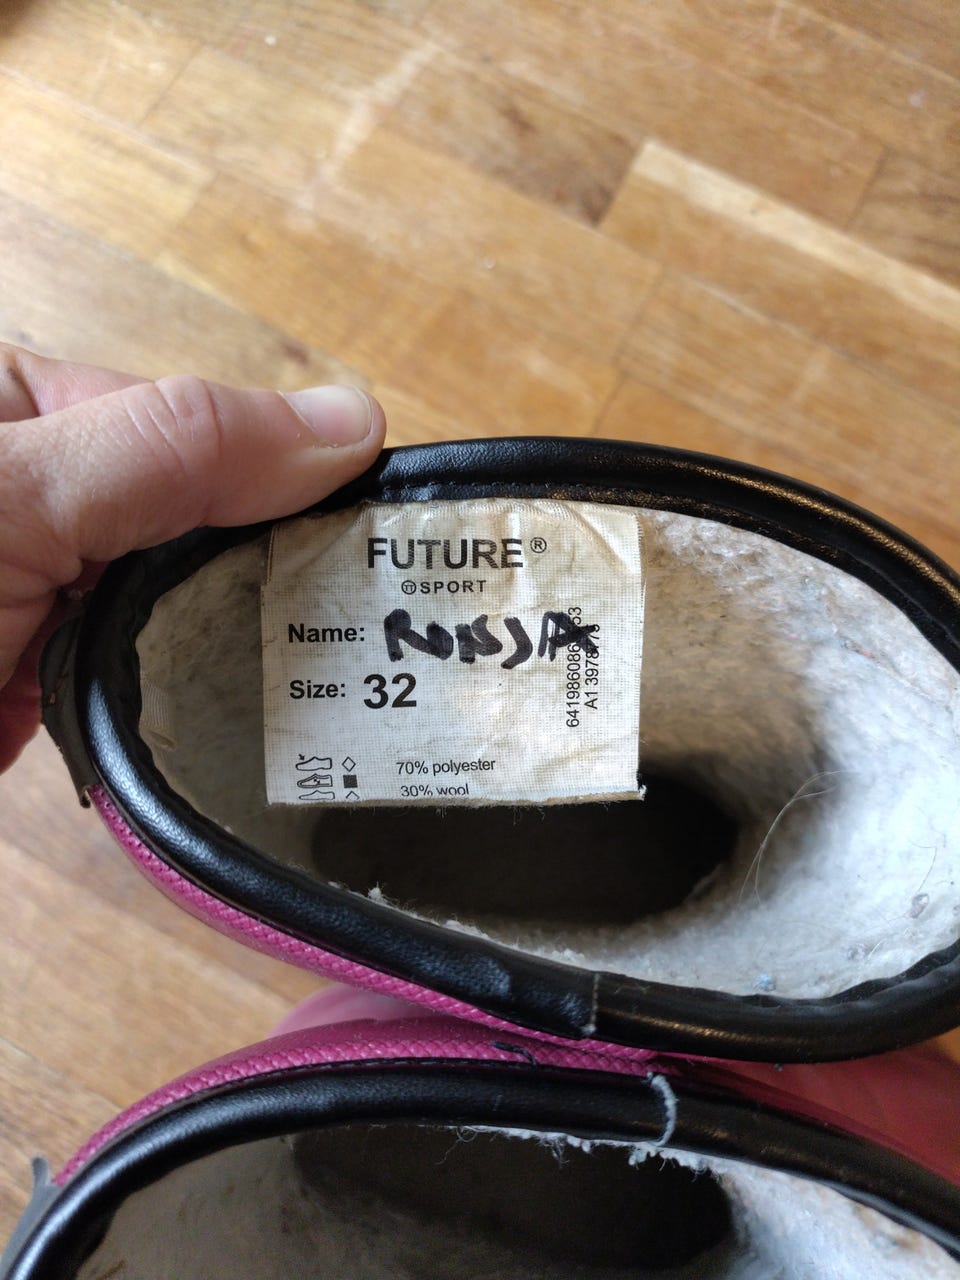 FUTURE®
SPORT
Name: RONJA
Size: 32
70% polyester
30% wool